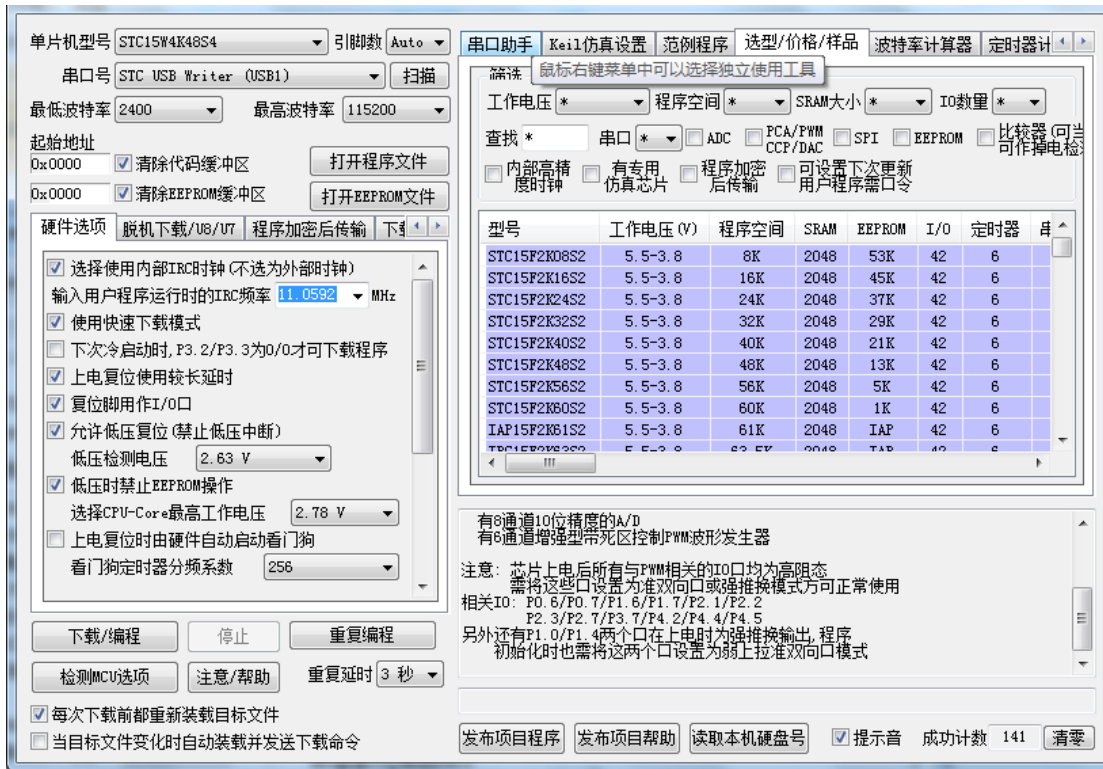 单片机型号 STC15W4K48S4 引脚数 Auto
串口号 STC USB Writer (USB1) 扫描
最低波特率 2400 最高波特率 115200
起始地址
0x0000 清除代码缓冲区 打开程序文件
0x0000 清除EEPROM缓冲区 打开EEPROM文件
硬件选项 脱机下载/U8/U7 程序加密后传输
选择使用内部IRC时钟(不选为外部时钟)
输入用户程序运行时的IRC频率 11.0592 MHz
使用快速下载模式
下次冷启动时,P3.2/P3.3为0/0才可下载程序
上电复位使用较长延时
复位脚用作I/O口
允许低压复位(禁止低压中断)
低压检测电压 2.63 V
低压时禁止EEPROM操作
选择CPU-Core最高工作电压 2.78 V
上电复位时由硬件自动启动看门狗
看门狗定时器分频系数 256
下载/编程 停止 重复编程
检测MCU选项 注意/帮助 重复延时 3 秒
每次下载前都重新装载目标文件
当目标文件变化时自动装载并发送下载命令
串口助手 Keil仿真设置 范例程序 选型/价格/样品 波特率计算器 定时器计
鼠标右键菜单中可以选择独立使用工具
筛选
工作电压 * 程序空间 * SRAM大小 * IO数量 *
查找 * 串口 * ADC PCA/PWM CCP/DAC SPI EEPROM 比较器(可当 可作掉电检
内部高精度时钟 有专用仿真芯片 程序加密后传输 可设置下次更新用户程序需口令
型号 工作电压(V) 程序空间 SRAM EEPROM I/O 定时器 串
STC15F2K08S2 5.5-3.8 8K 2048 53K 42 6
STC15F2K16S2 5.5-3.8 16K 2048 45K 42 6
STC15F2K24S2 5.5-3.8 24K 2048 37K 42 6
STC15F2K32S2 5.5-3.8 32K 2048 29K 42 6
STC15F2K40S2 5.5-3.8 40K 2048 21K 42 6
STC15F2K48S2 5.5-3.8 48K 2048 13K 42 6
STC15F2K56S2 5.5-3.8 56K 2048 5K 42 6
STC15F2K60S2 5.5-3.8 60K 2048 1K 42 6
IAP15F2K61S2 5.5-3.8 61K 2048 IAP 42 6
有8通道10位精度的A/D
有6通道增强型带死区控制PWM波形发生器
注意: 芯片上电后所有与PWM相关的IO口均为高阻态
需将这些口设置为准双向口或强推挽模式方可正常使用
相关IO: P0.6/P0.7/P1.6/P1.7/P2.1/P2.2
P2.3/P2.7/P3.7/P4.2/P4.4/P4.5
另外还有P1.0/P1.4两个口在上电时为强推挽输出,程序
初始化时也需将这两个口设置为弱上拉准双向口模式
发布项目程序 发布项目帮助 读取本机硬盘号 提示音 成功计数 141 清零